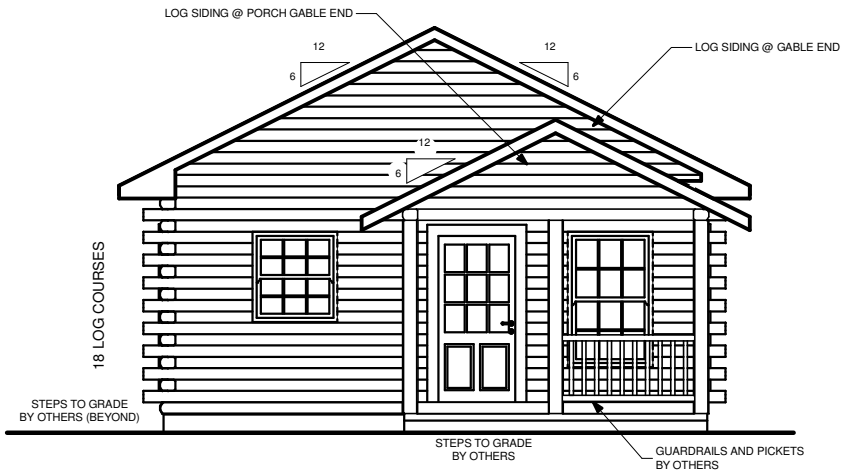 LOG SIDING @ PORCH GABLE END
12
6
12
6
LOG SIDING @ GABLE END
12
6
18 LOG COURSES
STEPS TO GRADE
BY OTHERS (BEYOND)
STEPS TO GRADE
BY OTHERS
GUARDRAILS AND PICKETS
BY OTHERS